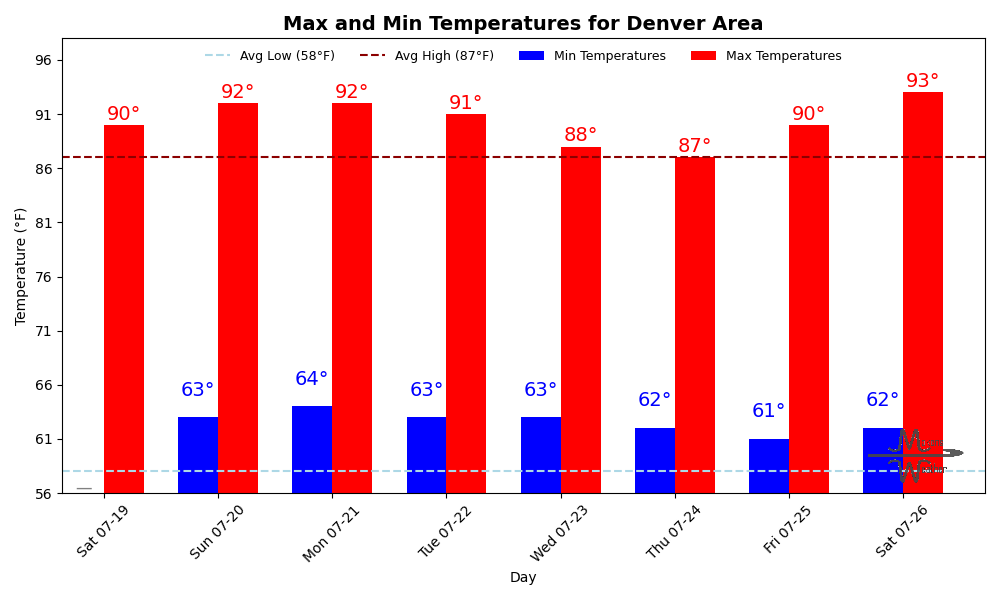 Max and Min Temperatures for Denver Area
Avg Low (58°F) Avg High (87°F) Min Temperatures Max Temperatures
96
91
86
81
76
71
66
61
56
Temperature (°F)
90° 92° 92° 91° 88° 87° 90° 93°
— 63° 64° 63° 63° 62° 61° 62°
Sat 07-19 Sun 07-20 Mon 07-21 Tue 07-22 Wed 07-23 Thu 07-24 Fri 07-25 Sat 07-26
Day